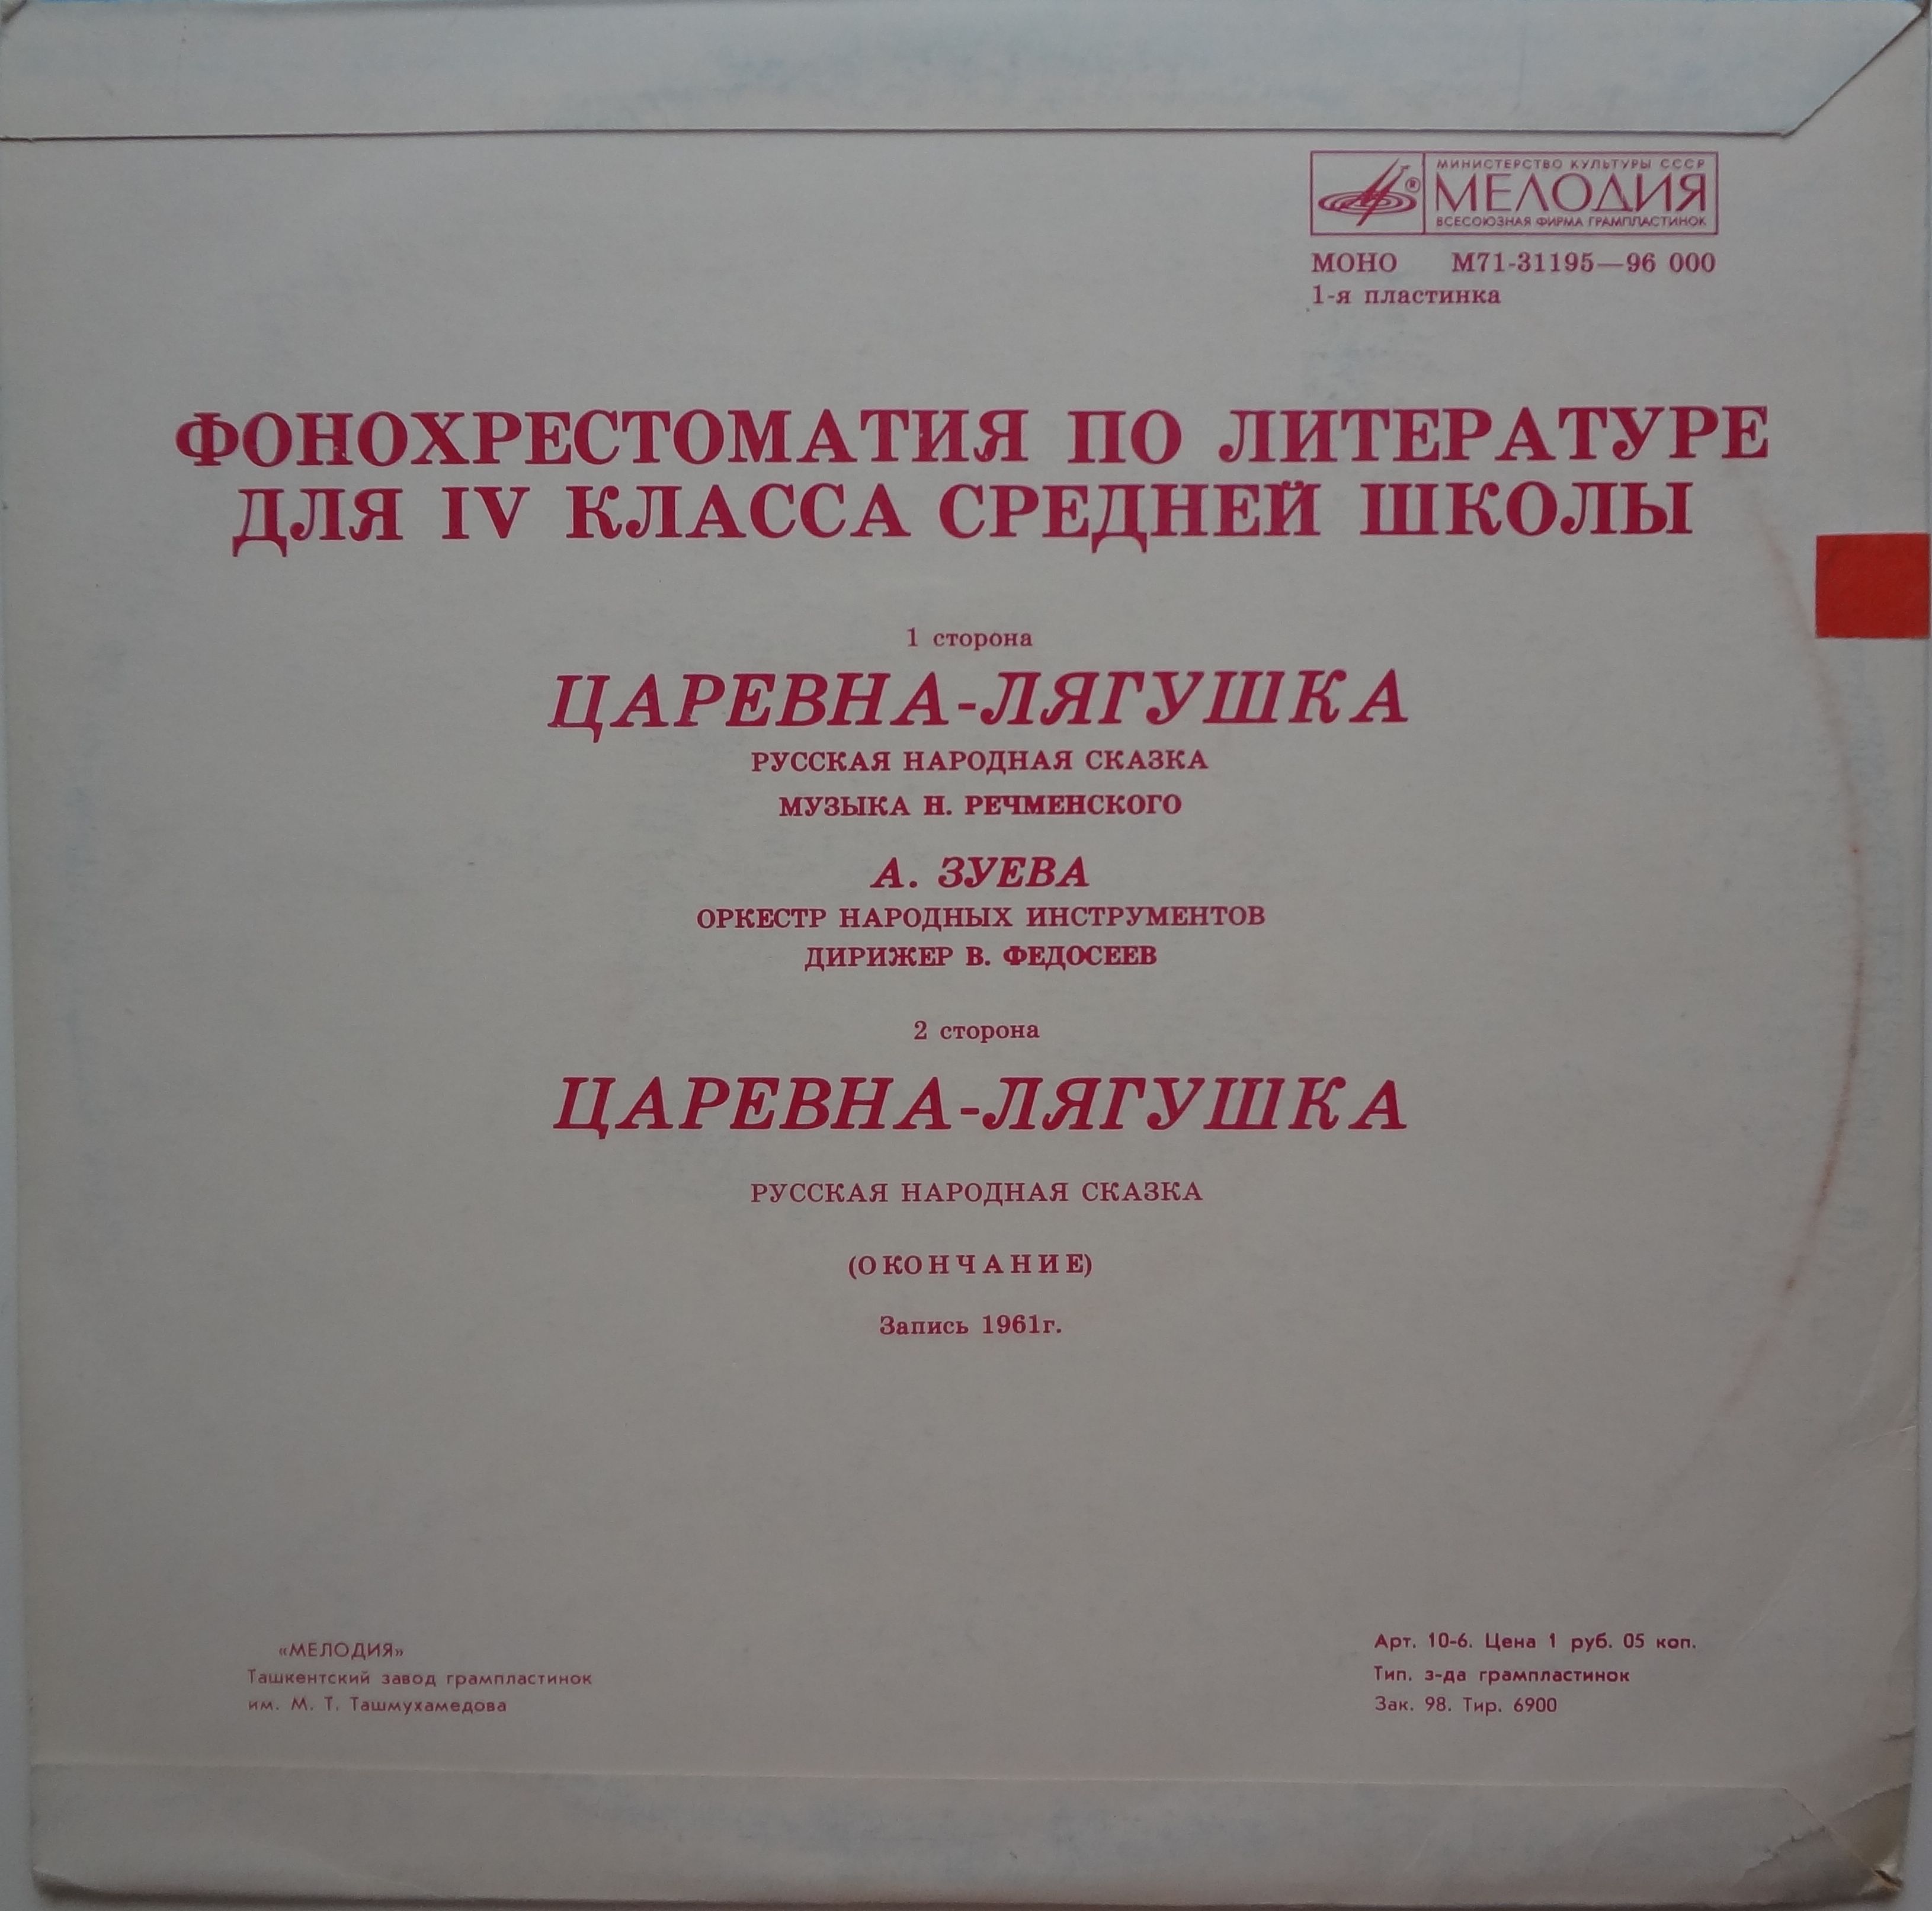 МИНИСТЕРСТВО КУЛЬТУРЫ СССР
МЕЛОДИЯ
ВСЕСОЮЗНАЯ ФИРМА ГРАМПЛАСТИНОК
МОНО М71-31195—96 000
1-я пластинка
ФОНОХРЕСТОМАТИЯ ПО ЛИТЕРАТУРЕ
ДЛЯ IV КЛАССА СРЕДНЕЙ ШКОЛЫ
1 сторона
ЦАРЕВНА-ЛЯГУШКА
РУССКАЯ НАРОДНАЯ СКАЗКА
МУЗЫКА Н. РЕЧМЕНСКОГО
А. ЗУЕВА
ОРКЕСТР НАРОДНЫХ ИНСТРУМЕНТОВ
ДИРИЖЕР В. ФЕДОСЕЕВ
2 сторона
ЦАРЕВНА-ЛЯГУШКА
РУССКАЯ НАРОДНАЯ СКАЗКА
(ОКОНЧАНИЕ)
Запись 1961г.
«МЕЛОДИЯ»
Ташкентский завод грампластинок
им. М. Т. Ташмухамедова
Арт. 10-6. Цена 1 руб. 05 коп.
Тип. з-да грампластинок
Зак. 98. Тир. 6900